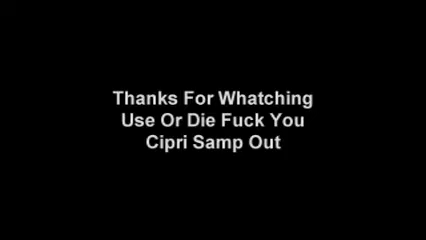 Thanks For Whatching
Use Or Die Fuck You
Cipri Samp Out